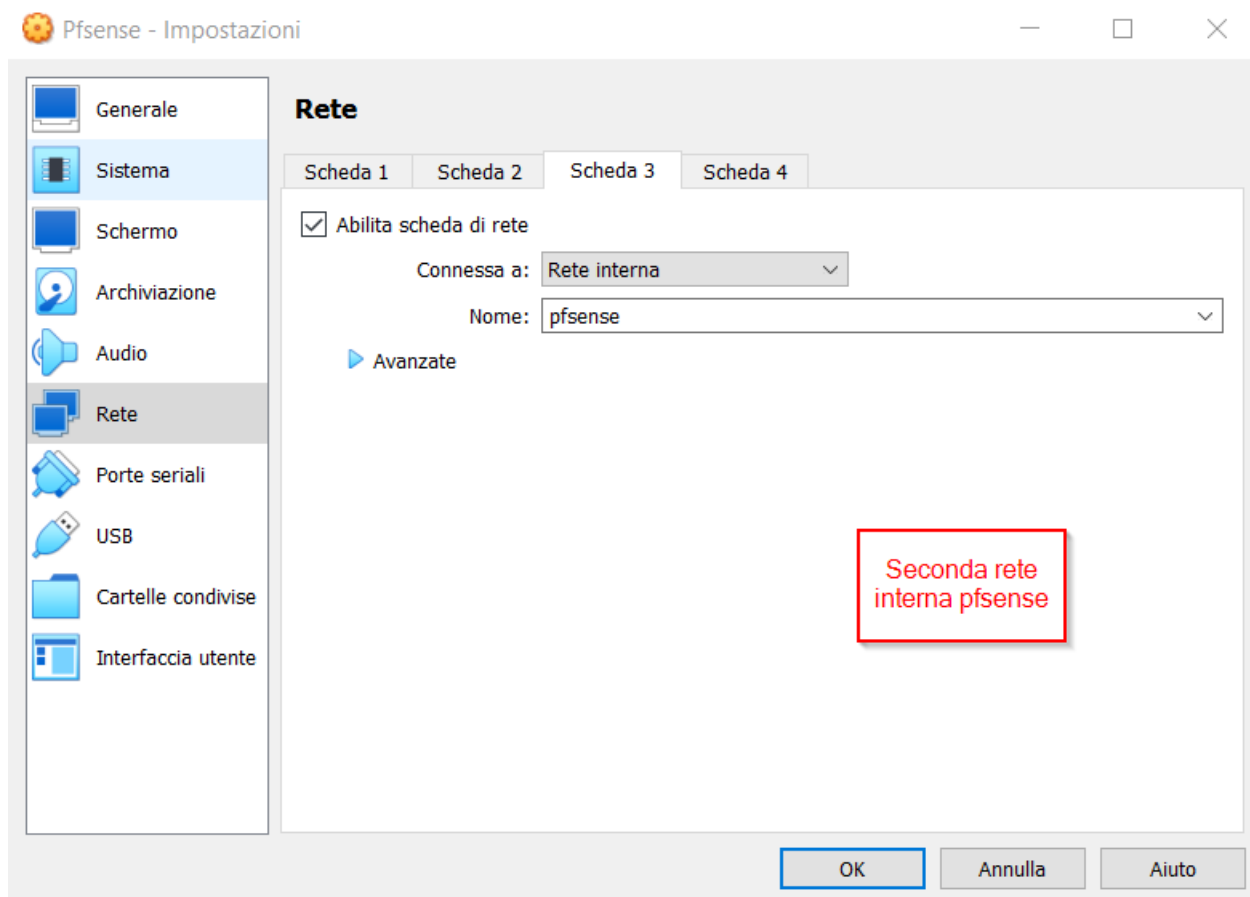 Pfsense - Impostazioni
Generale
Sistema
Schermo
Archiviazione
Audio
Rete
Porte seriali
USB
Cartelle condivise
Interfaccia utente
Rete
Scheda 1
Scheda 2
Scheda 3
Scheda 4
Abilita scheda di rete
Connessa a: Rete interna
Nome: pfsense
Avanzate
Seconda rete
interna pfsense
OK
Annulla
Aiuto